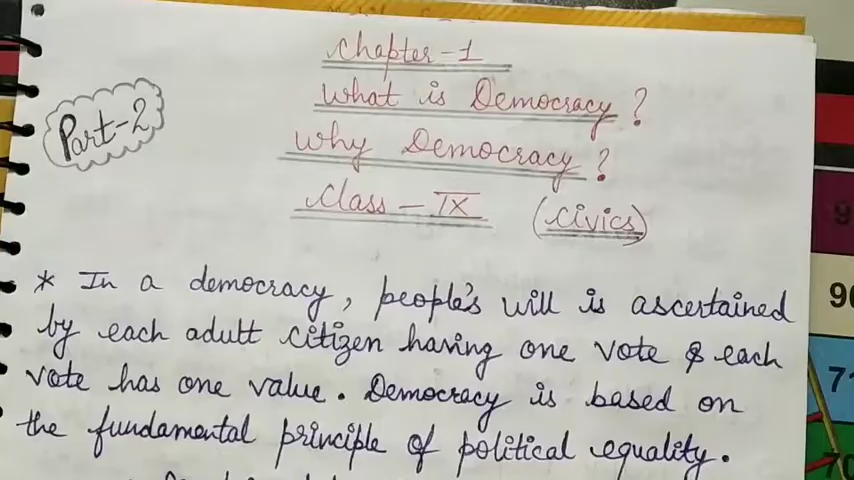 Chapter-1
What is Democracy?
Why Democracy?
Part-2
Class - IX (Civics)
* In a democracy, people's will is ascertained
by each adult citizen having one vote & each
vote has one value. Democracy is based on
the fundamental principle of political equality.